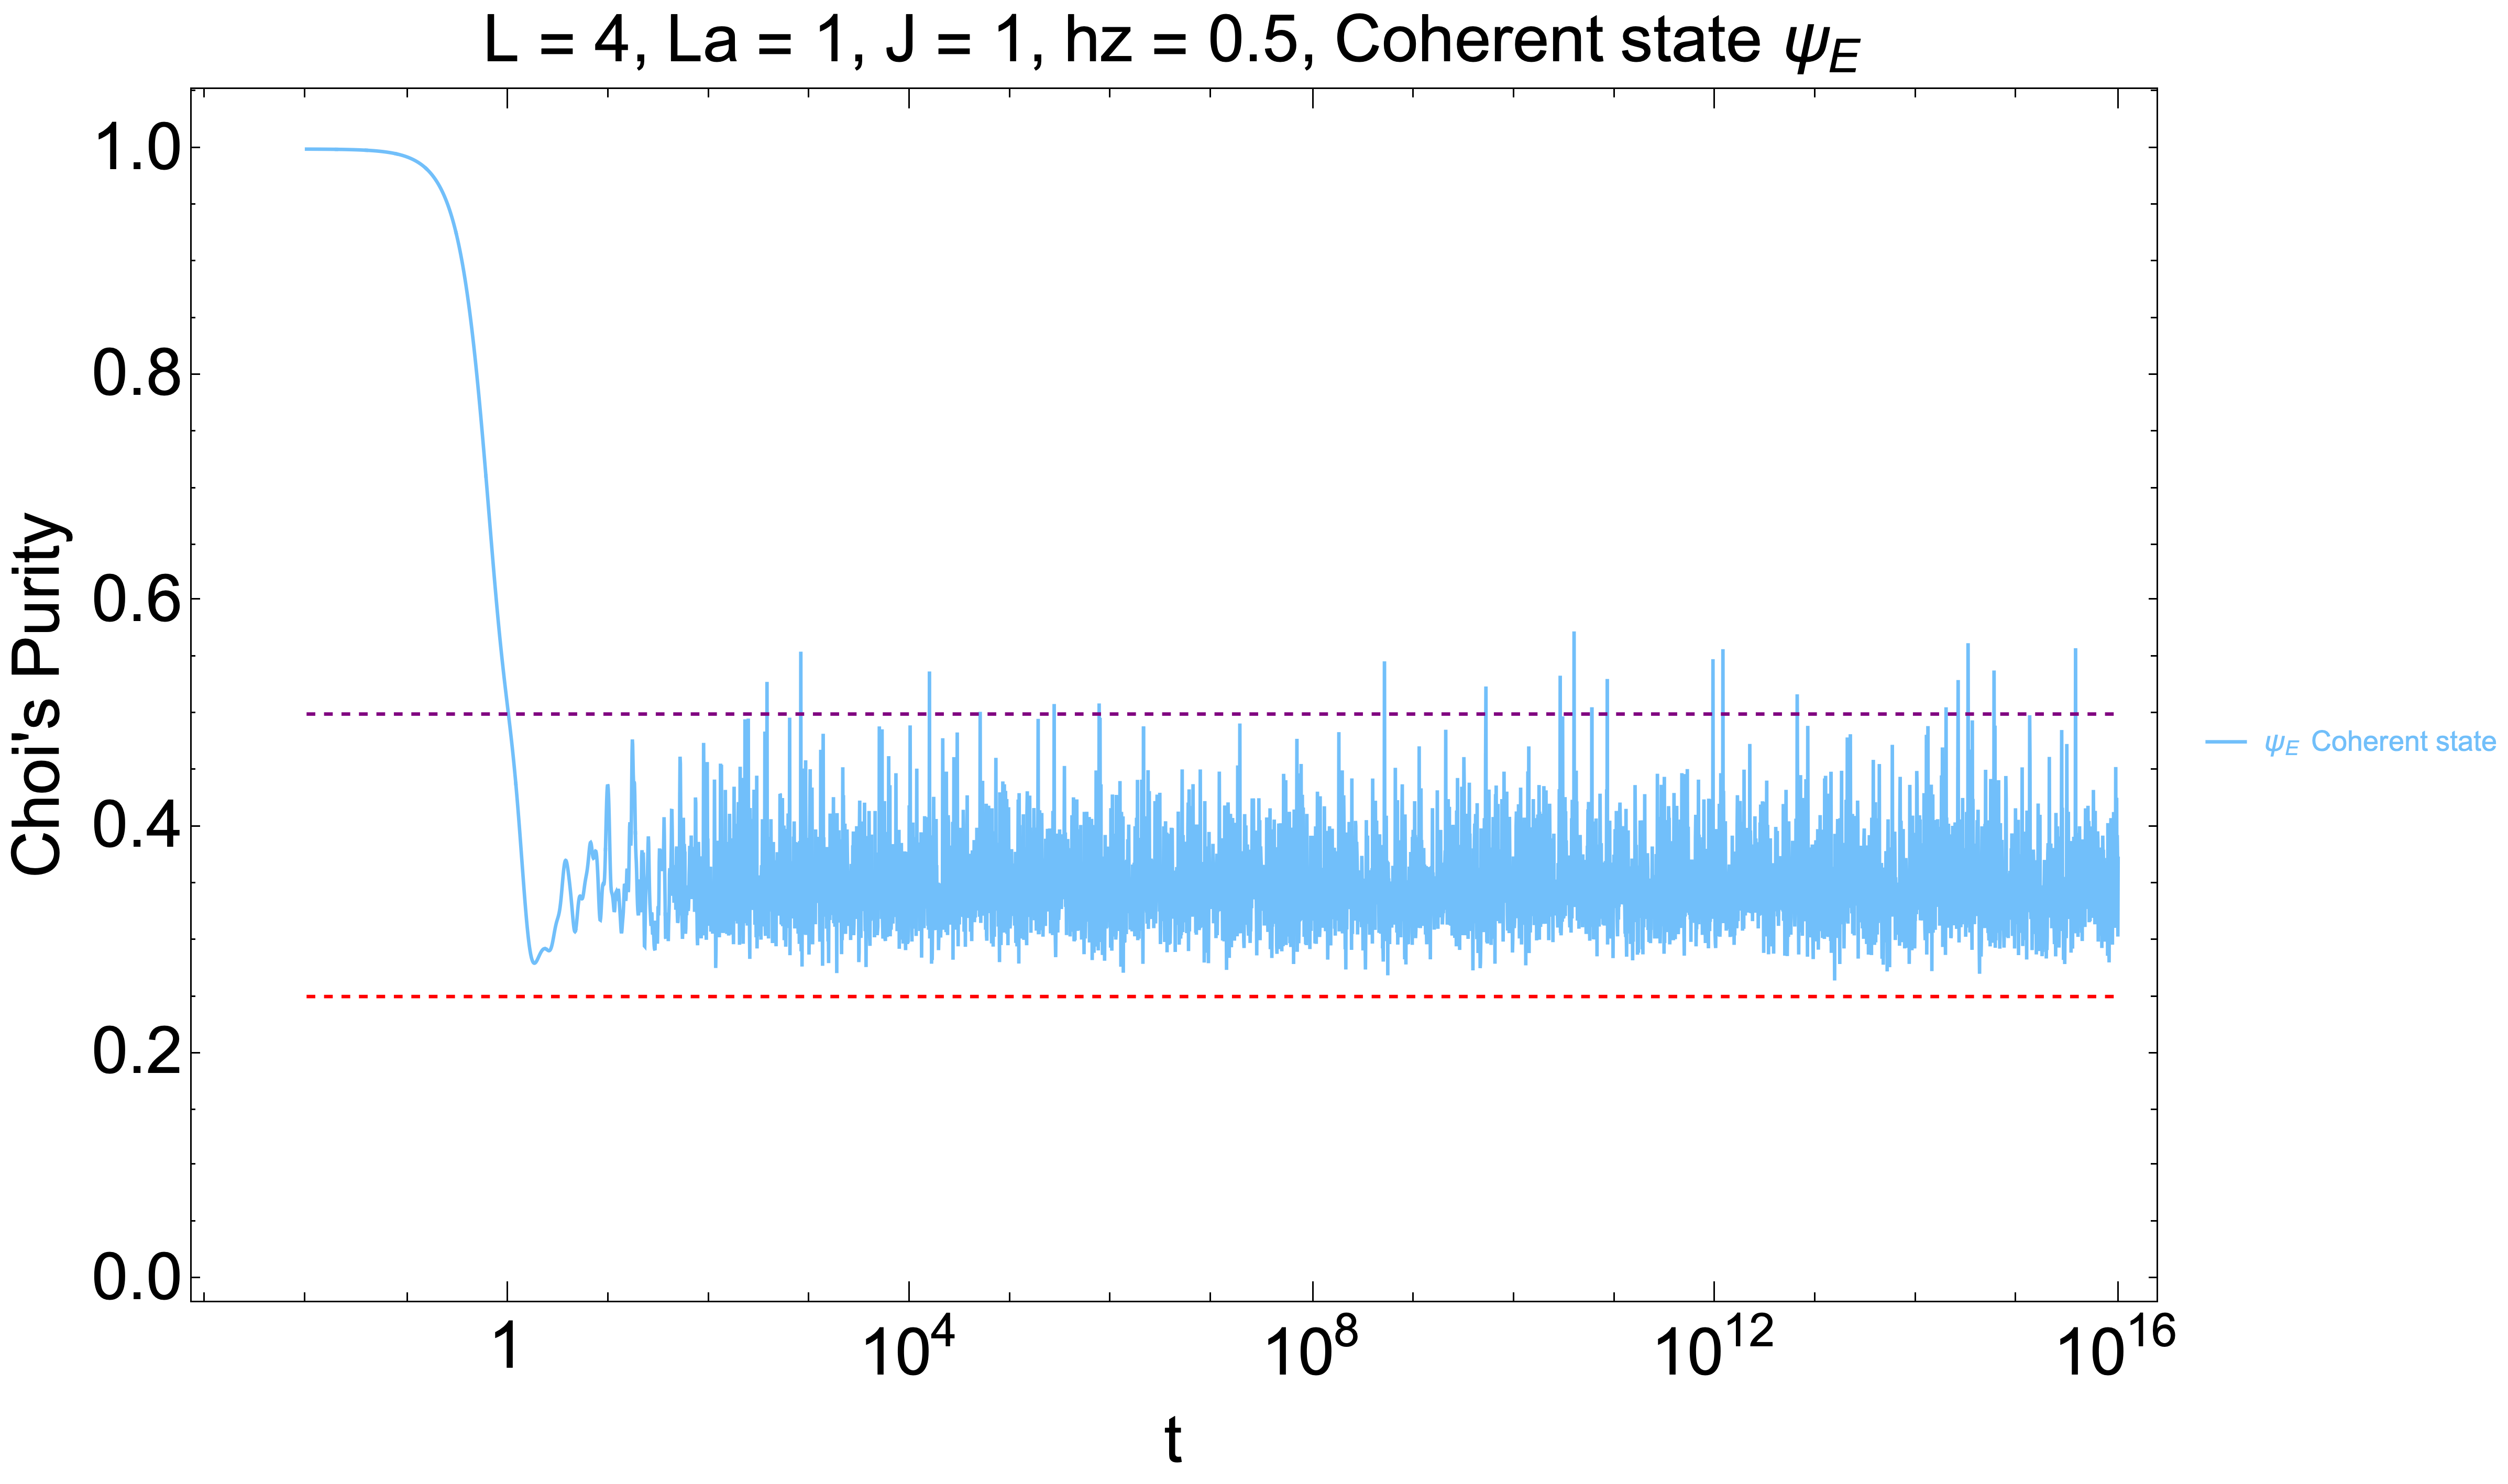 L = 4, La = 1, J = 1, hz = 0.5, Coherent state ψE
Choi's Purity
1.0
0.8
0.6
0.4
0.2
0.0
1
10^4
10^8
10^12
10^16
t
ψE Coherent state